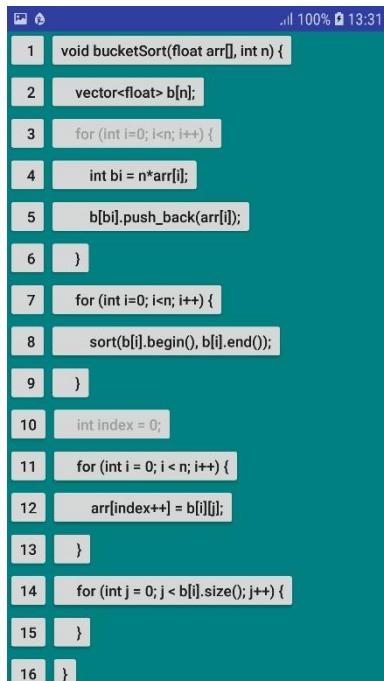 100% 13:31
1 void bucketSort(float arr[], int n) {
2 vector<float> b[n];
3 for (int i=0; i<n; i++) {
4 int bi = n*arr[i];
5 b[bi].push_back(arr[i]);
6 }
7 for (int i=0; i<n; i++) {
8 sort(b[i].begin(), b[i].end());
9 }
10 int index = 0;
11 for (int i = 0; i < n; i++) {
12 arr[index++] = b[i][j];
13 }
14 for (int j = 0; j < b[i].size(); j++) {
15 }
16 }